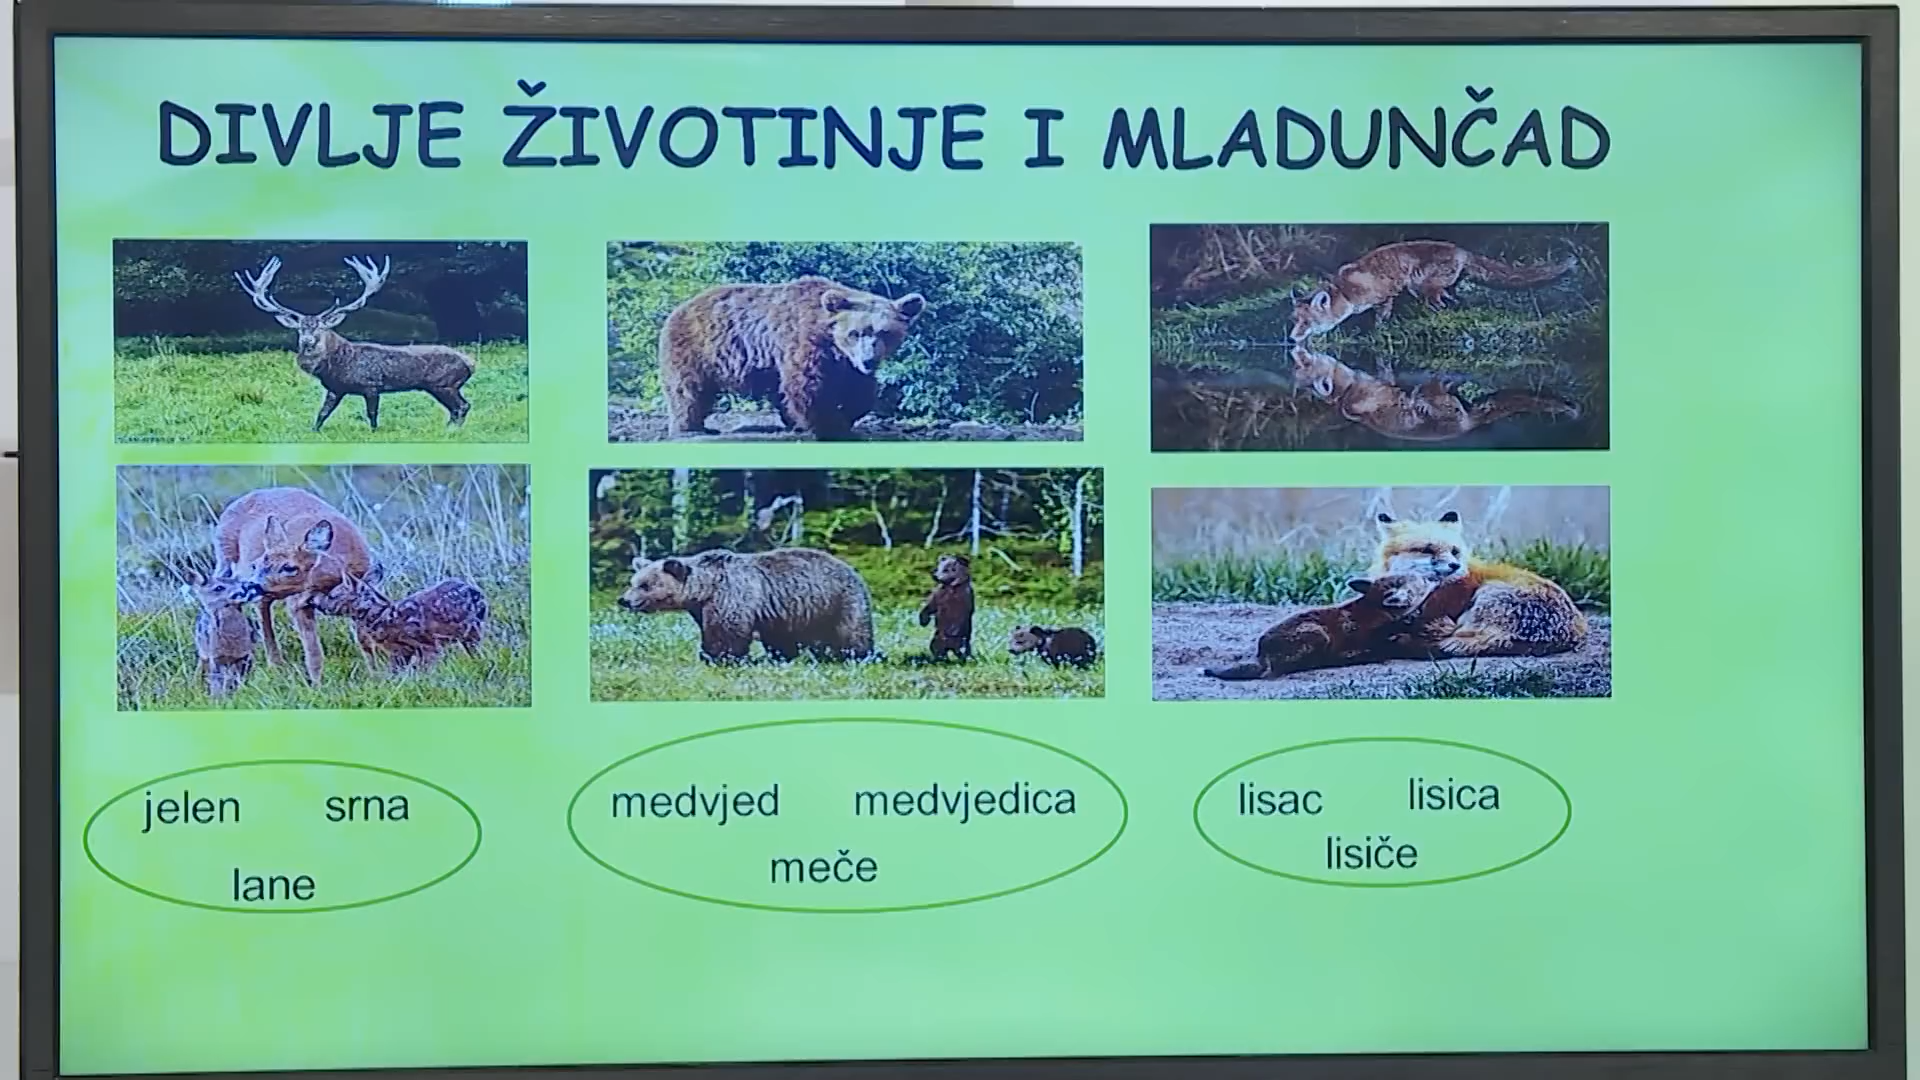 DIVLJE ŽIVOTINJE I MLADUNČAD
jelen srna
lane
medvjed medvjedica
meče
lisac lisica
lisiče